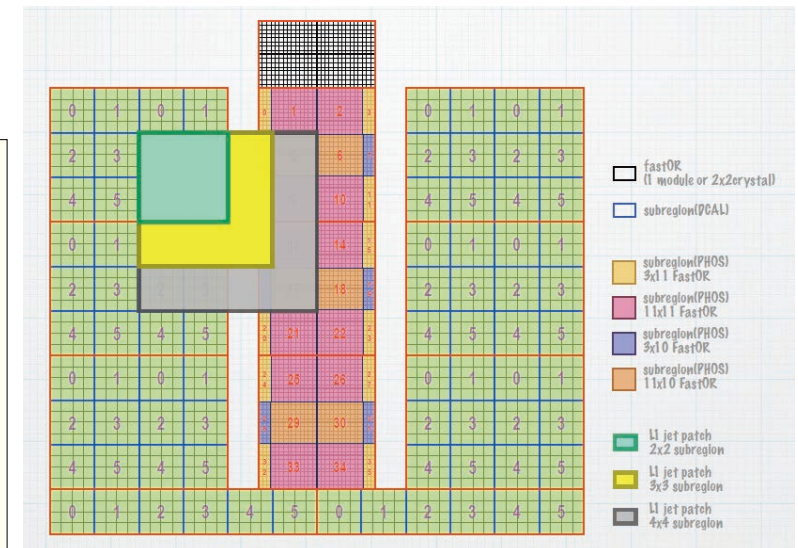 0 1 0 1 1 2 0 1 0 1
2 3 6 2 3 2 3
4 5 10 4 5 4 5
0 1 14 0 1 0 1
2 3 18 2 3 2 3
4 5 4 5 21 22 4 5 4 5
0 1 0 1 25 26 0 1 0 1
2 3 2 3 29 30 2 3 2 3
4 5 4 5 33 34 4 5 4 5
0 1 2 3 4 5 0 1 2 3 4 5
fastOR
(1 module or 2x2crystal)
subregion(DCAL)
subregion(PHOS)
3x11 FastOR
subregion(PHOS)
11x11 FastOR
subregion(PHOS)
3x10 FastOR
subregion(PHOS)
11x10 FastOR
L1 jet patch
2x2 subregion
L1 jet patch
3x3 subregion
L1 jet patch
4x4 subregion